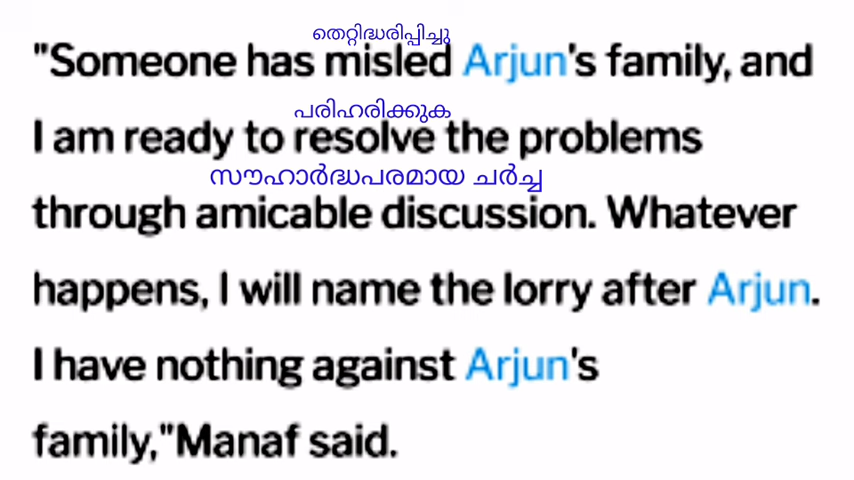 തെറ്റിദ്ധരിപ്പിച്ചു
"Someone has misled Arjun's family, and
പരിഹരിക്കുക
I am ready to resolve the problems
സൗഹാർദ്ധപരമായ ചർച്ച
through amicable discussion. Whatever
happens, I will name the lorry after Arjun.
I have nothing against Arjun's
family,"Manaf said.